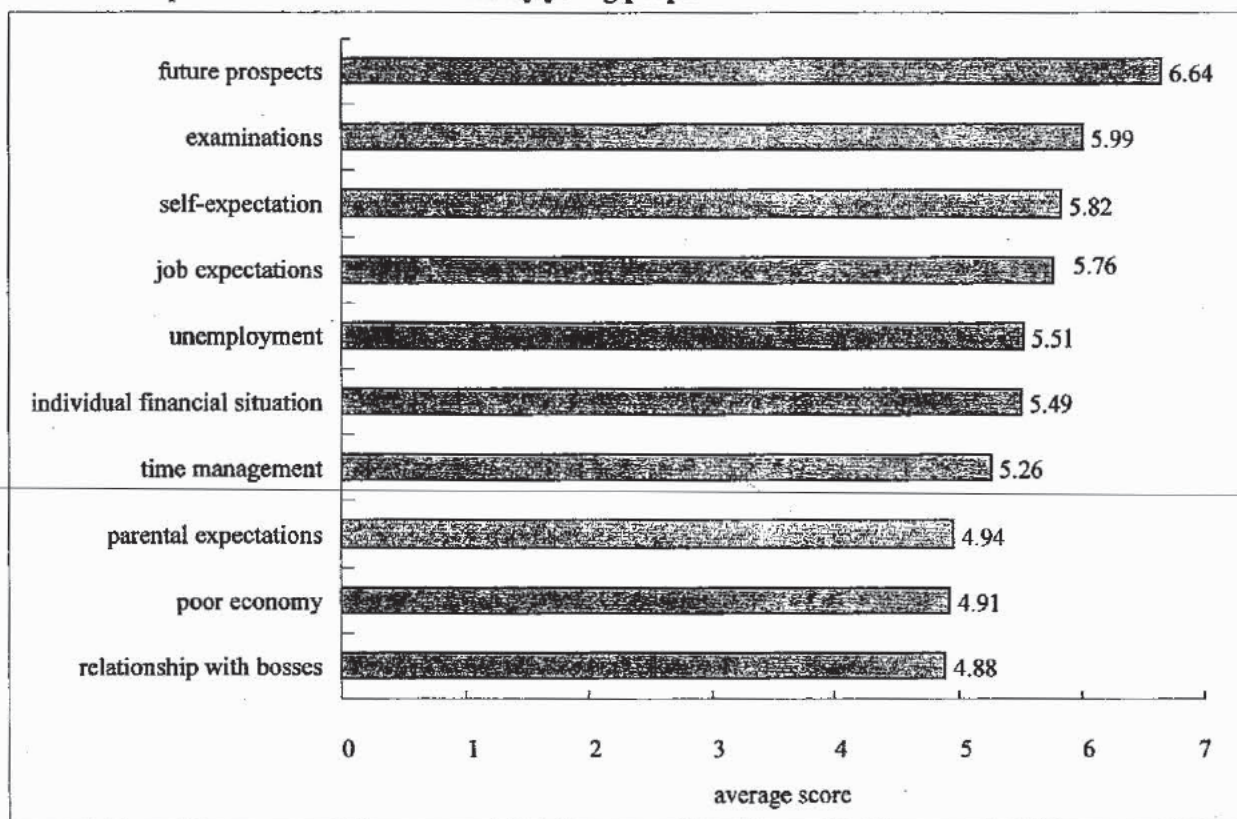 future prospects 6.64
examinations 5.99
self-expectation 5.82
job expectations 5.76
unemployment 5.51
individual financial situation 5.49
time management 5.26
parental expectations 4.94
poor economy 4.91
relationship with bosses 4.88
0 1 2 3 4 5 6 7
average score